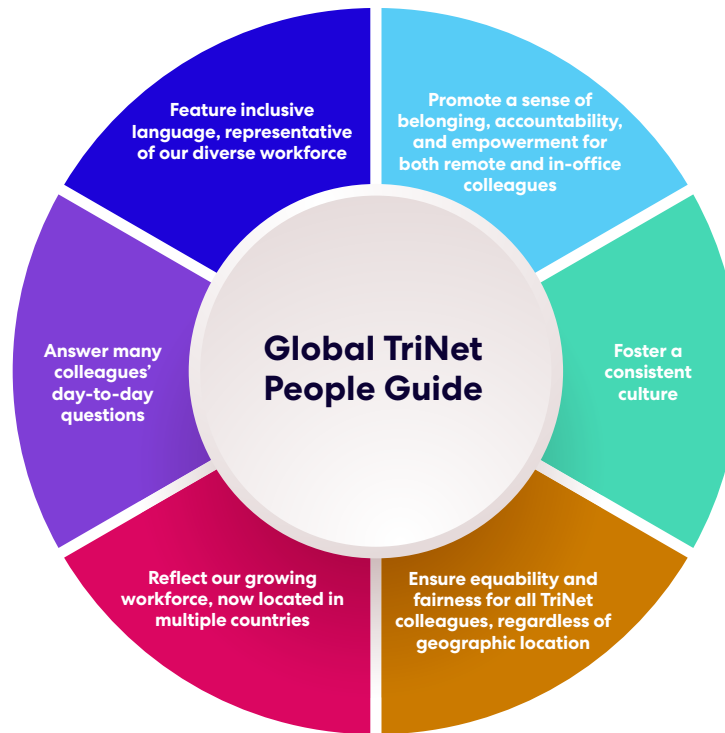 Feature inclusive
language, representative
of our diverse workforce
Promote a sense of
belonging, accountability,
and empowerment for
both remote and in-office
colleagues
Answer many
colleagues’
day-to-day
questions
Global TriNet
People Guide
Foster a
consistent
culture
Reflect our growing
workforce, now located in
multiple countries
Ensure equability and
fairness for all TriNet
colleagues, regardless of
geographic location